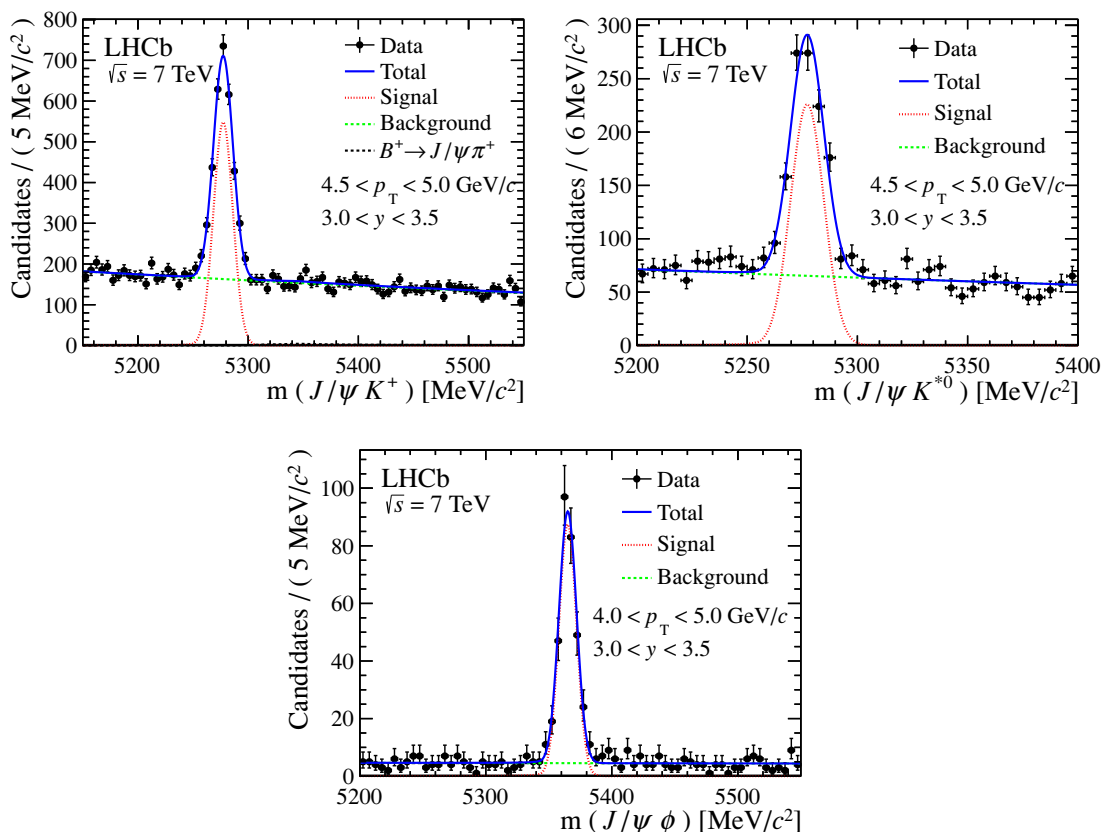 LHCb
√s = 7 TeV
Data
Total
Signal
Background
B⁺→J/ψπ⁺
4.5 < p_T < 5.0 GeV/c
3.0 < y < 3.5
Candidates / ( 5 MeV/c²)
800
700
600
500
400
300
200
100
0
5200 5300 5400 5500
m ( J/ψ K⁺) [MeV/c²]
LHCb
√s = 7 TeV
Data
Total
Signal
Background
4.5 < p_T < 5.0 GeV/c
3.0 < y < 3.5
Candidates / ( 6 MeV/c²)
300
250
200
150
100
50
0
5200 5250 5300 5350 5400
m ( J/ψ K*⁰) [MeV/c²]
LHCb
√s = 7 TeV
Data
Total
Signal
Background
4.0 < p_T < 5.0 GeV/c
3.0 < y < 3.5
Candidates / ( 5 MeV/c²)
100
80
60
40
20
0
5200 5300 5400 5500
m ( J/ψ ϕ) [MeV/c²]